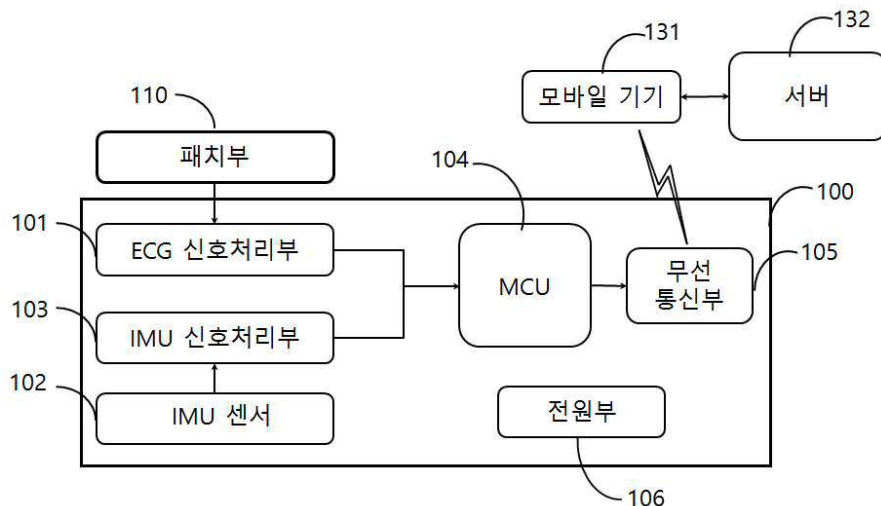 131
132
모바일 기기
서버
110
패치부
104
100
101
ECG 신호처리부
MCU
무선
통신부
105
103
IMU 신호처리부
102
IMU 센서
전원부
106